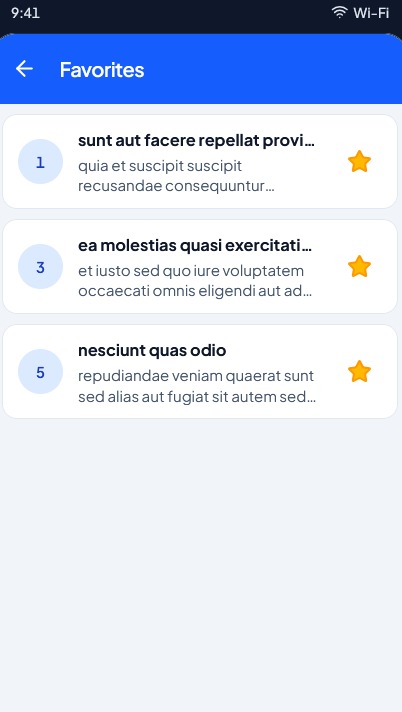 9:41 Wi-Fi
Favorites
1
sunt aut facere repellat provi...
quia et suscipit suscipit
recusandae consequuntur...
3
ea molestias quasi exercitati...
et iusto sed quo iure voluptatem
occaecati omnis eligendi aut ad...
5
nesciunt quas odio
repudiandae veniam quaerat sunt
sed alias aut fugiat sit autem sed...